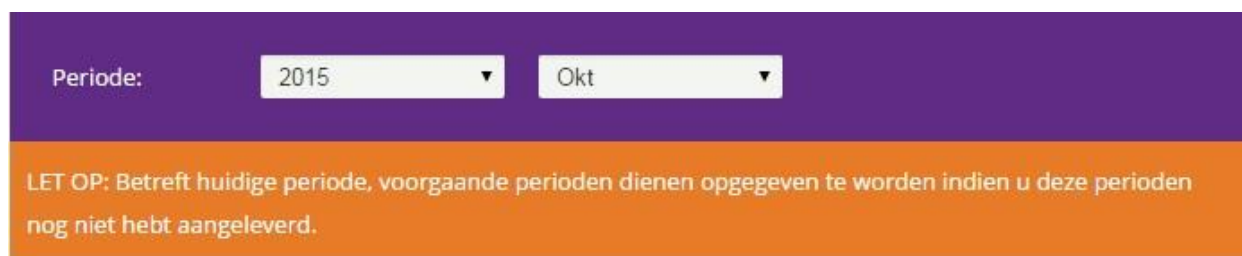 Periode: 2015 Okt
LET OP: Betreft huidige periode, voorgaande perioden dienen opgegeven te worden indien u deze perioden
nog niet hebt aangeleverd.